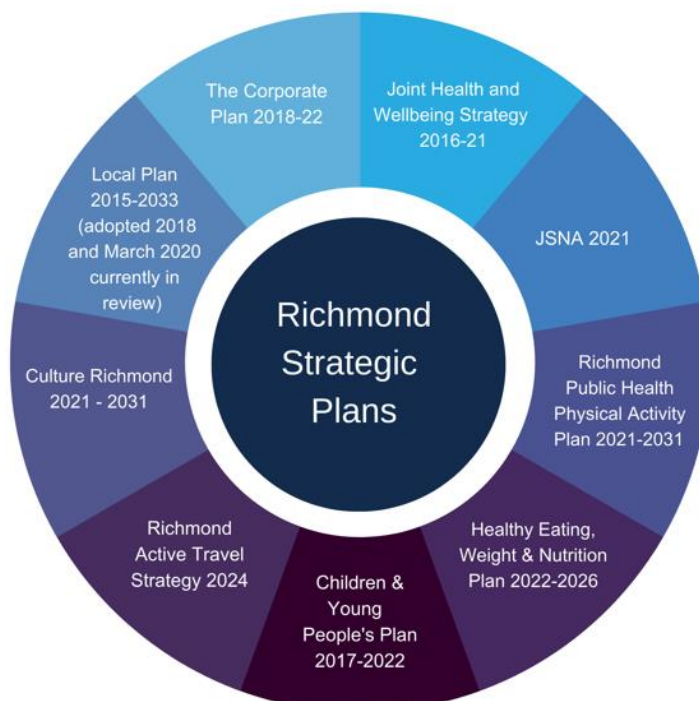 The Corporate
Plan 2018-22
Joint Health and
Wellbeing Strategy
2016-21
JSNA 2021
Richmond
Public Health
Physical Activity
Plan 2021-2031
Healthy Eating,
Weight & Nutrition
Plan 2022-2026
Children &
Young
People's Plan
2017-2022
Richmond
Active Travel
Strategy 2024
Culture Richmond
2021 - 2031
Local Plan
2015-2033
(adopted 2018
and March 2020
currently in
review)
Richmond
Strategic
Plans